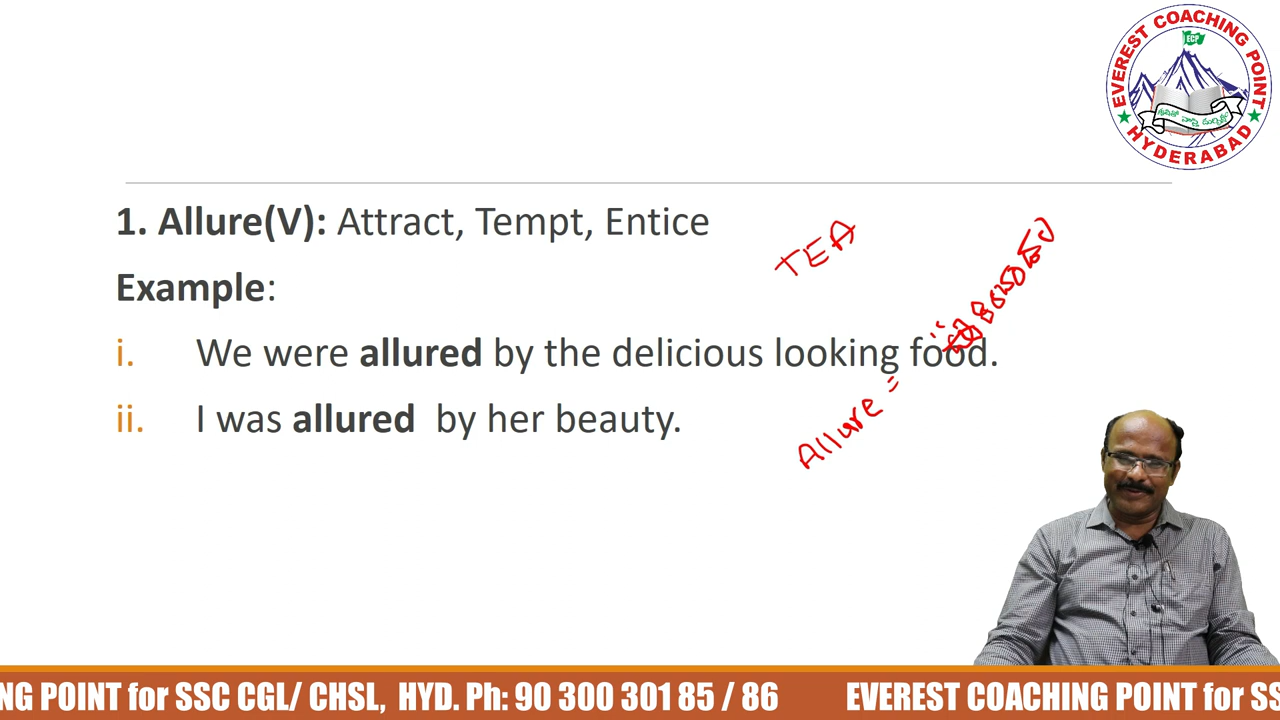 EVEREST COACHING POINT
ECP
HYDERABAD
1. Allure(V): Attract, Tempt, Entice
TEA
Example:
i. We were allured by the delicious looking food.
Allure =
ii. I was allured by her beauty.
NG POINT for SSC CGL/ CHSL, HYD. Ph: 90 300 301 85 / 86 EVEREST COACHING POINT for SS